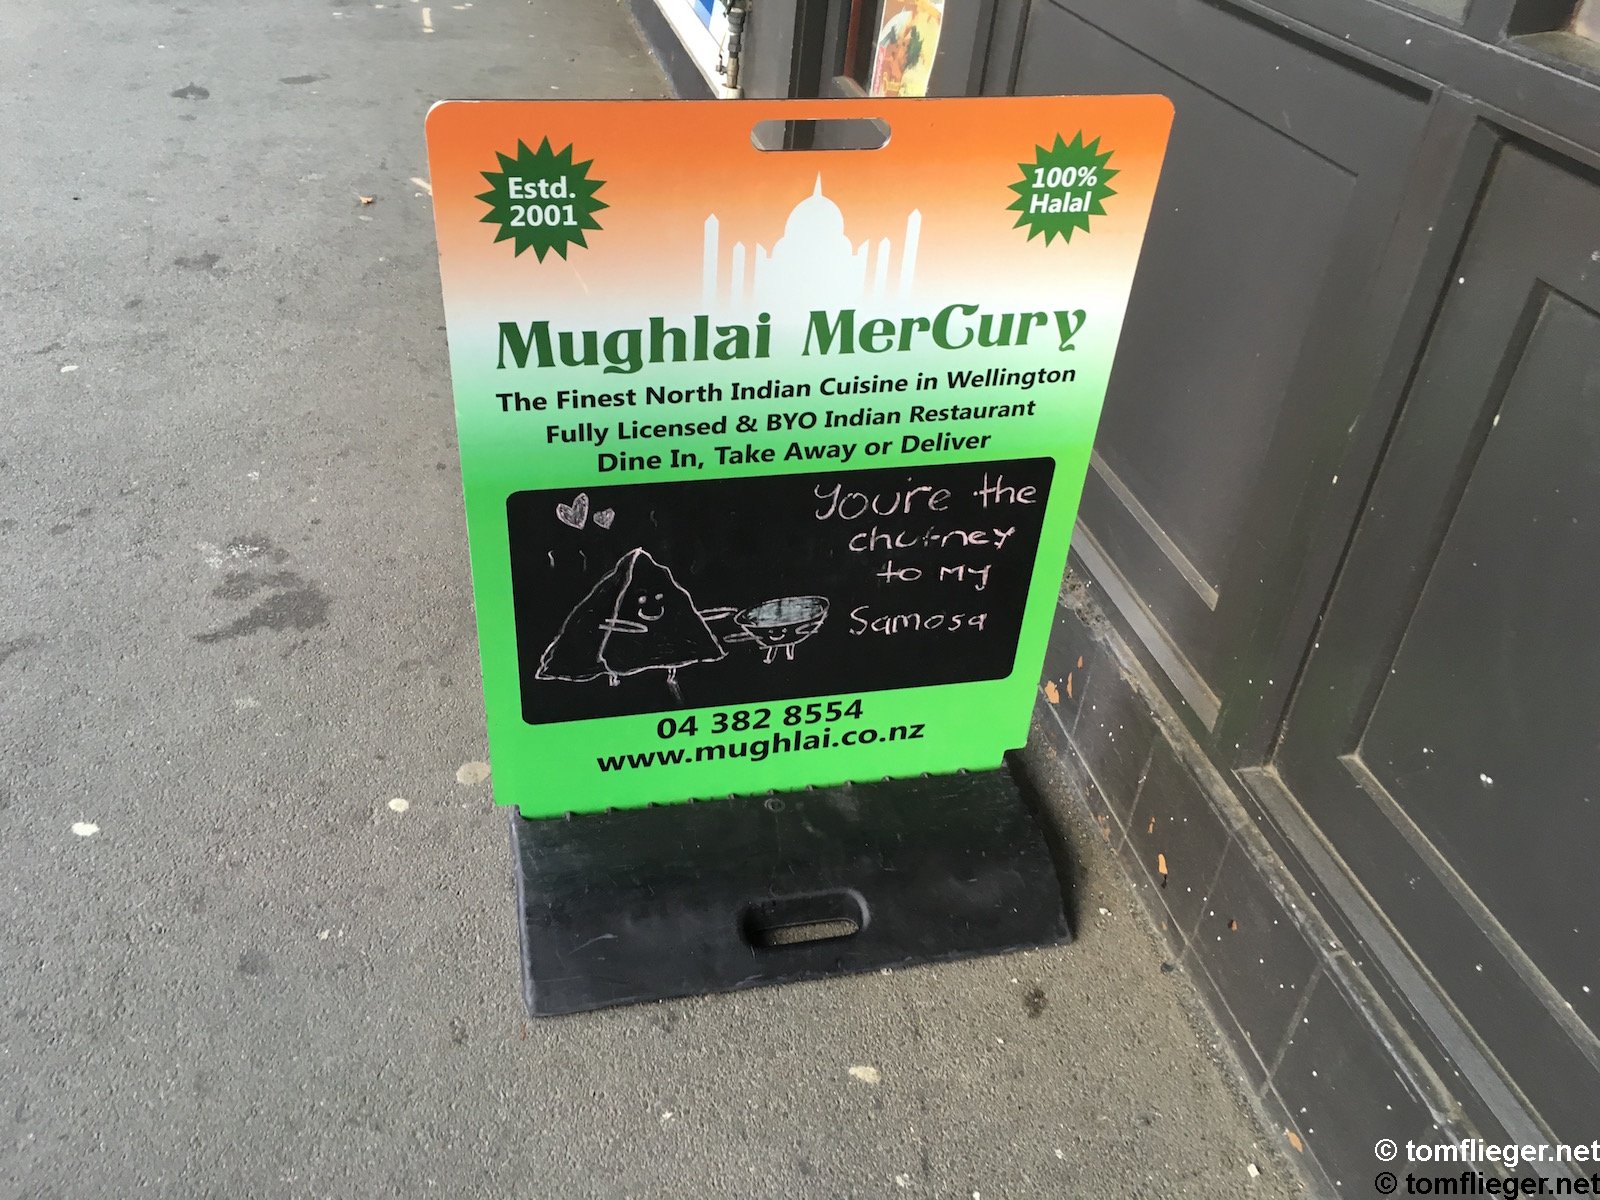 Estd.
2001
100%
Halal
Mughlai MerCury
The Finest North Indian Cuisine in Wellington
Fully Licensed & BYO Indian Restaurant
Dine In, Take Away or Deliver
You're the
chutney
to my
Samosa
04 382 8554
www.mughlai.co.nz
© tomflieger.net
© tomflieger.net